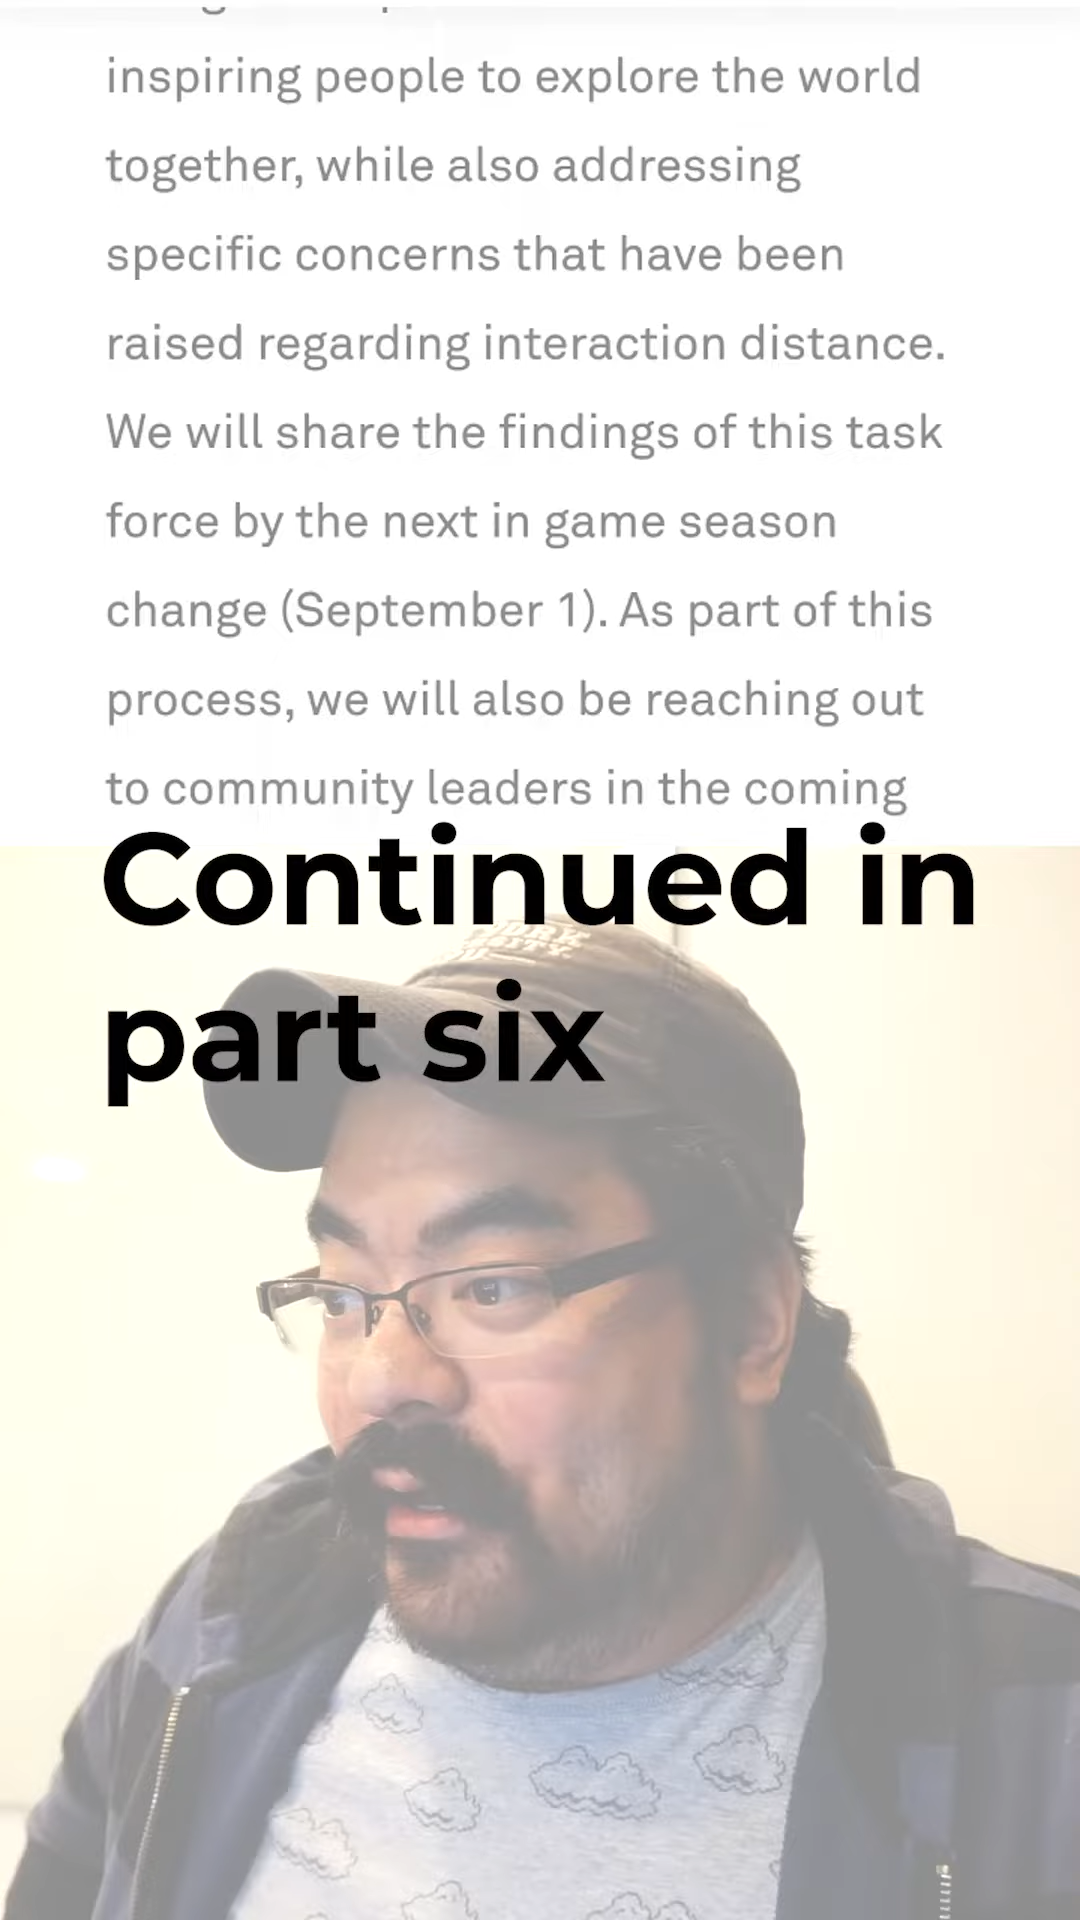 inspiring people to explore the world
together, while also addressing
specific concerns that have been
raised regarding interaction distance.
We will share the findings of this task
force by the next in game season
change (September 1). As part of this
process, we will also be reaching out
to community leaders in the coming
Continued in
part six